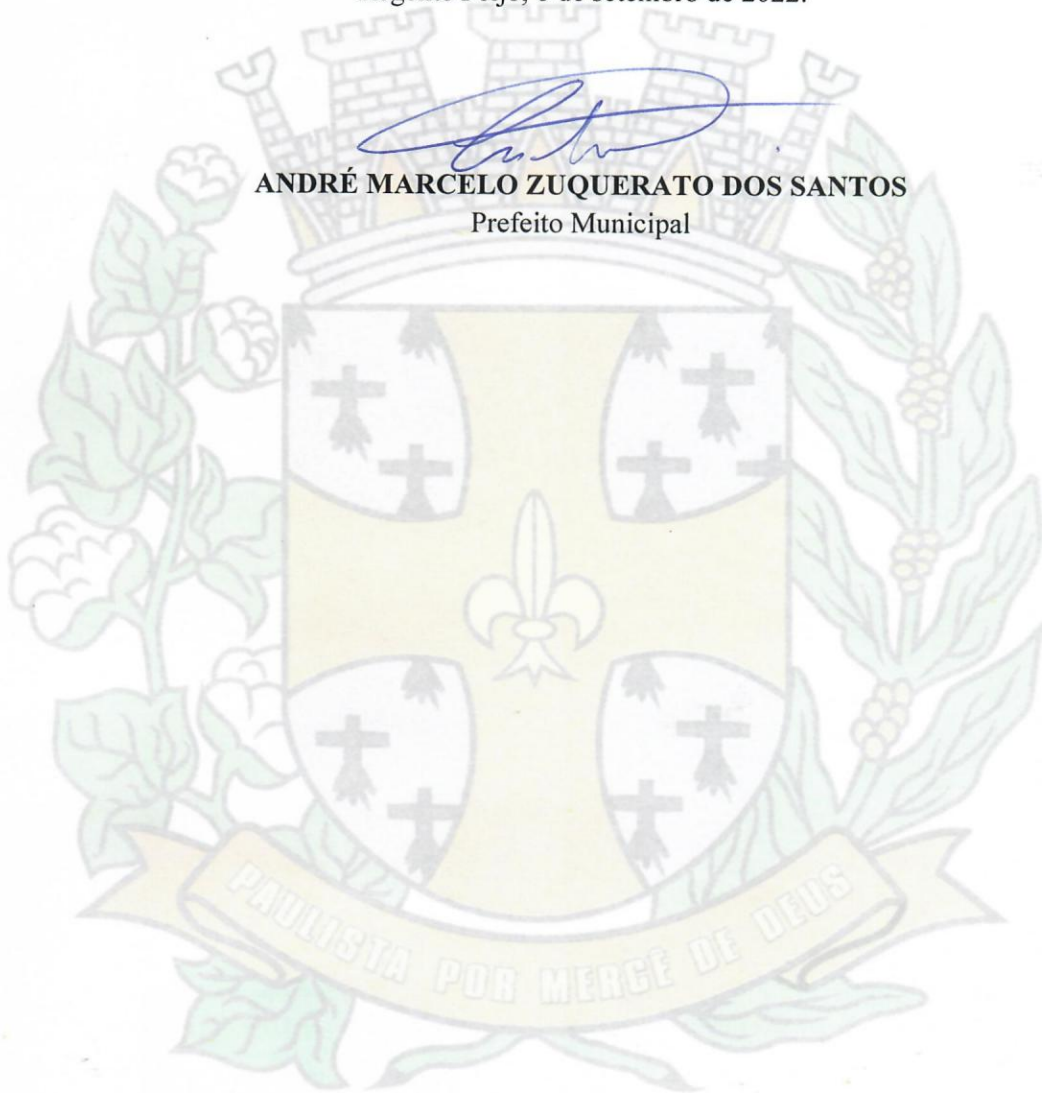 de setembro de 2022.
ANDRÉ MARCELO ZUQUERATO DOS SANTOS
Prefeito Municipal
PAULISTA POR MERCÊ DE DEUS